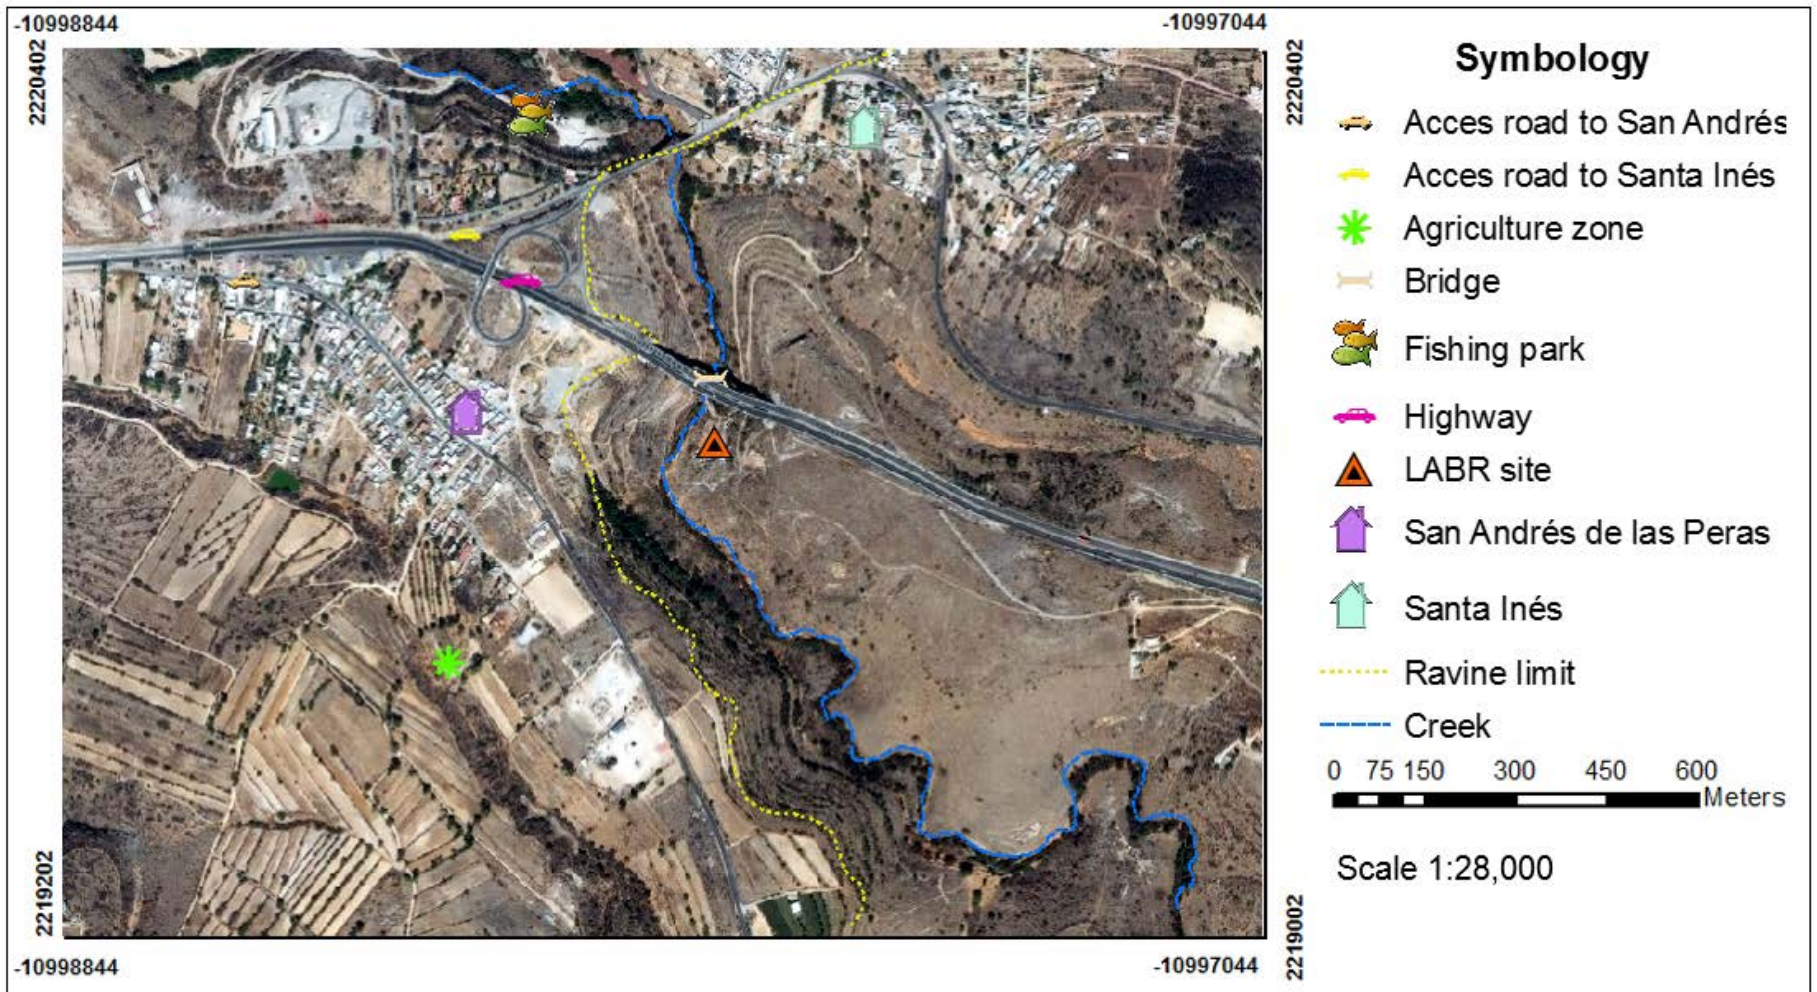 -10998844
-10997044
2220402
2220402
Symbology
Acces road to San Andrés
Acces road to Santa Inés
Agriculture zone
Bridge
Fishing park
Highway
LABR site
San Andrés de las Peras
Santa Inés
Ravine limit
Creek
0 75 150 300 450 600
Meters
Scale 1:28,000
2219202
2219002
-10998844
-10997044